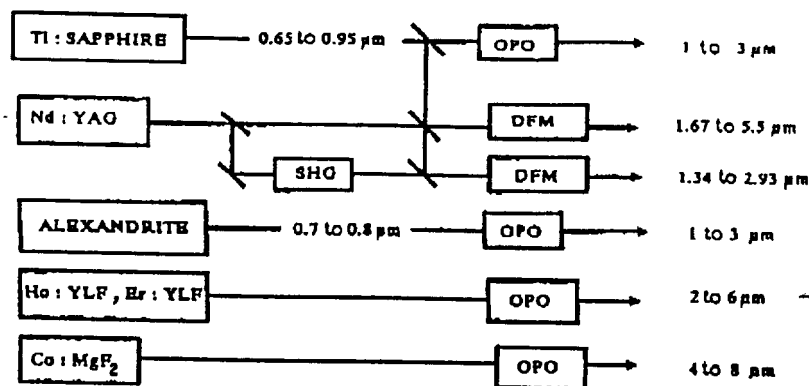 Ti : SAPPHIRE 0.65 to 0.95 µm OPO 1 to 3 µm
Nd : YAG DFM 1.67 to 5.5 µm
SHG DFM 1.34 to 2.93 µm
ALEXANDRITE 0.7 to 0.8 µm OPO 1 to 3 µm
Ho : YLF , Er : YLF OPO 2 to 6 µm
Co : MgF₂ OPO 4 to 8 µm